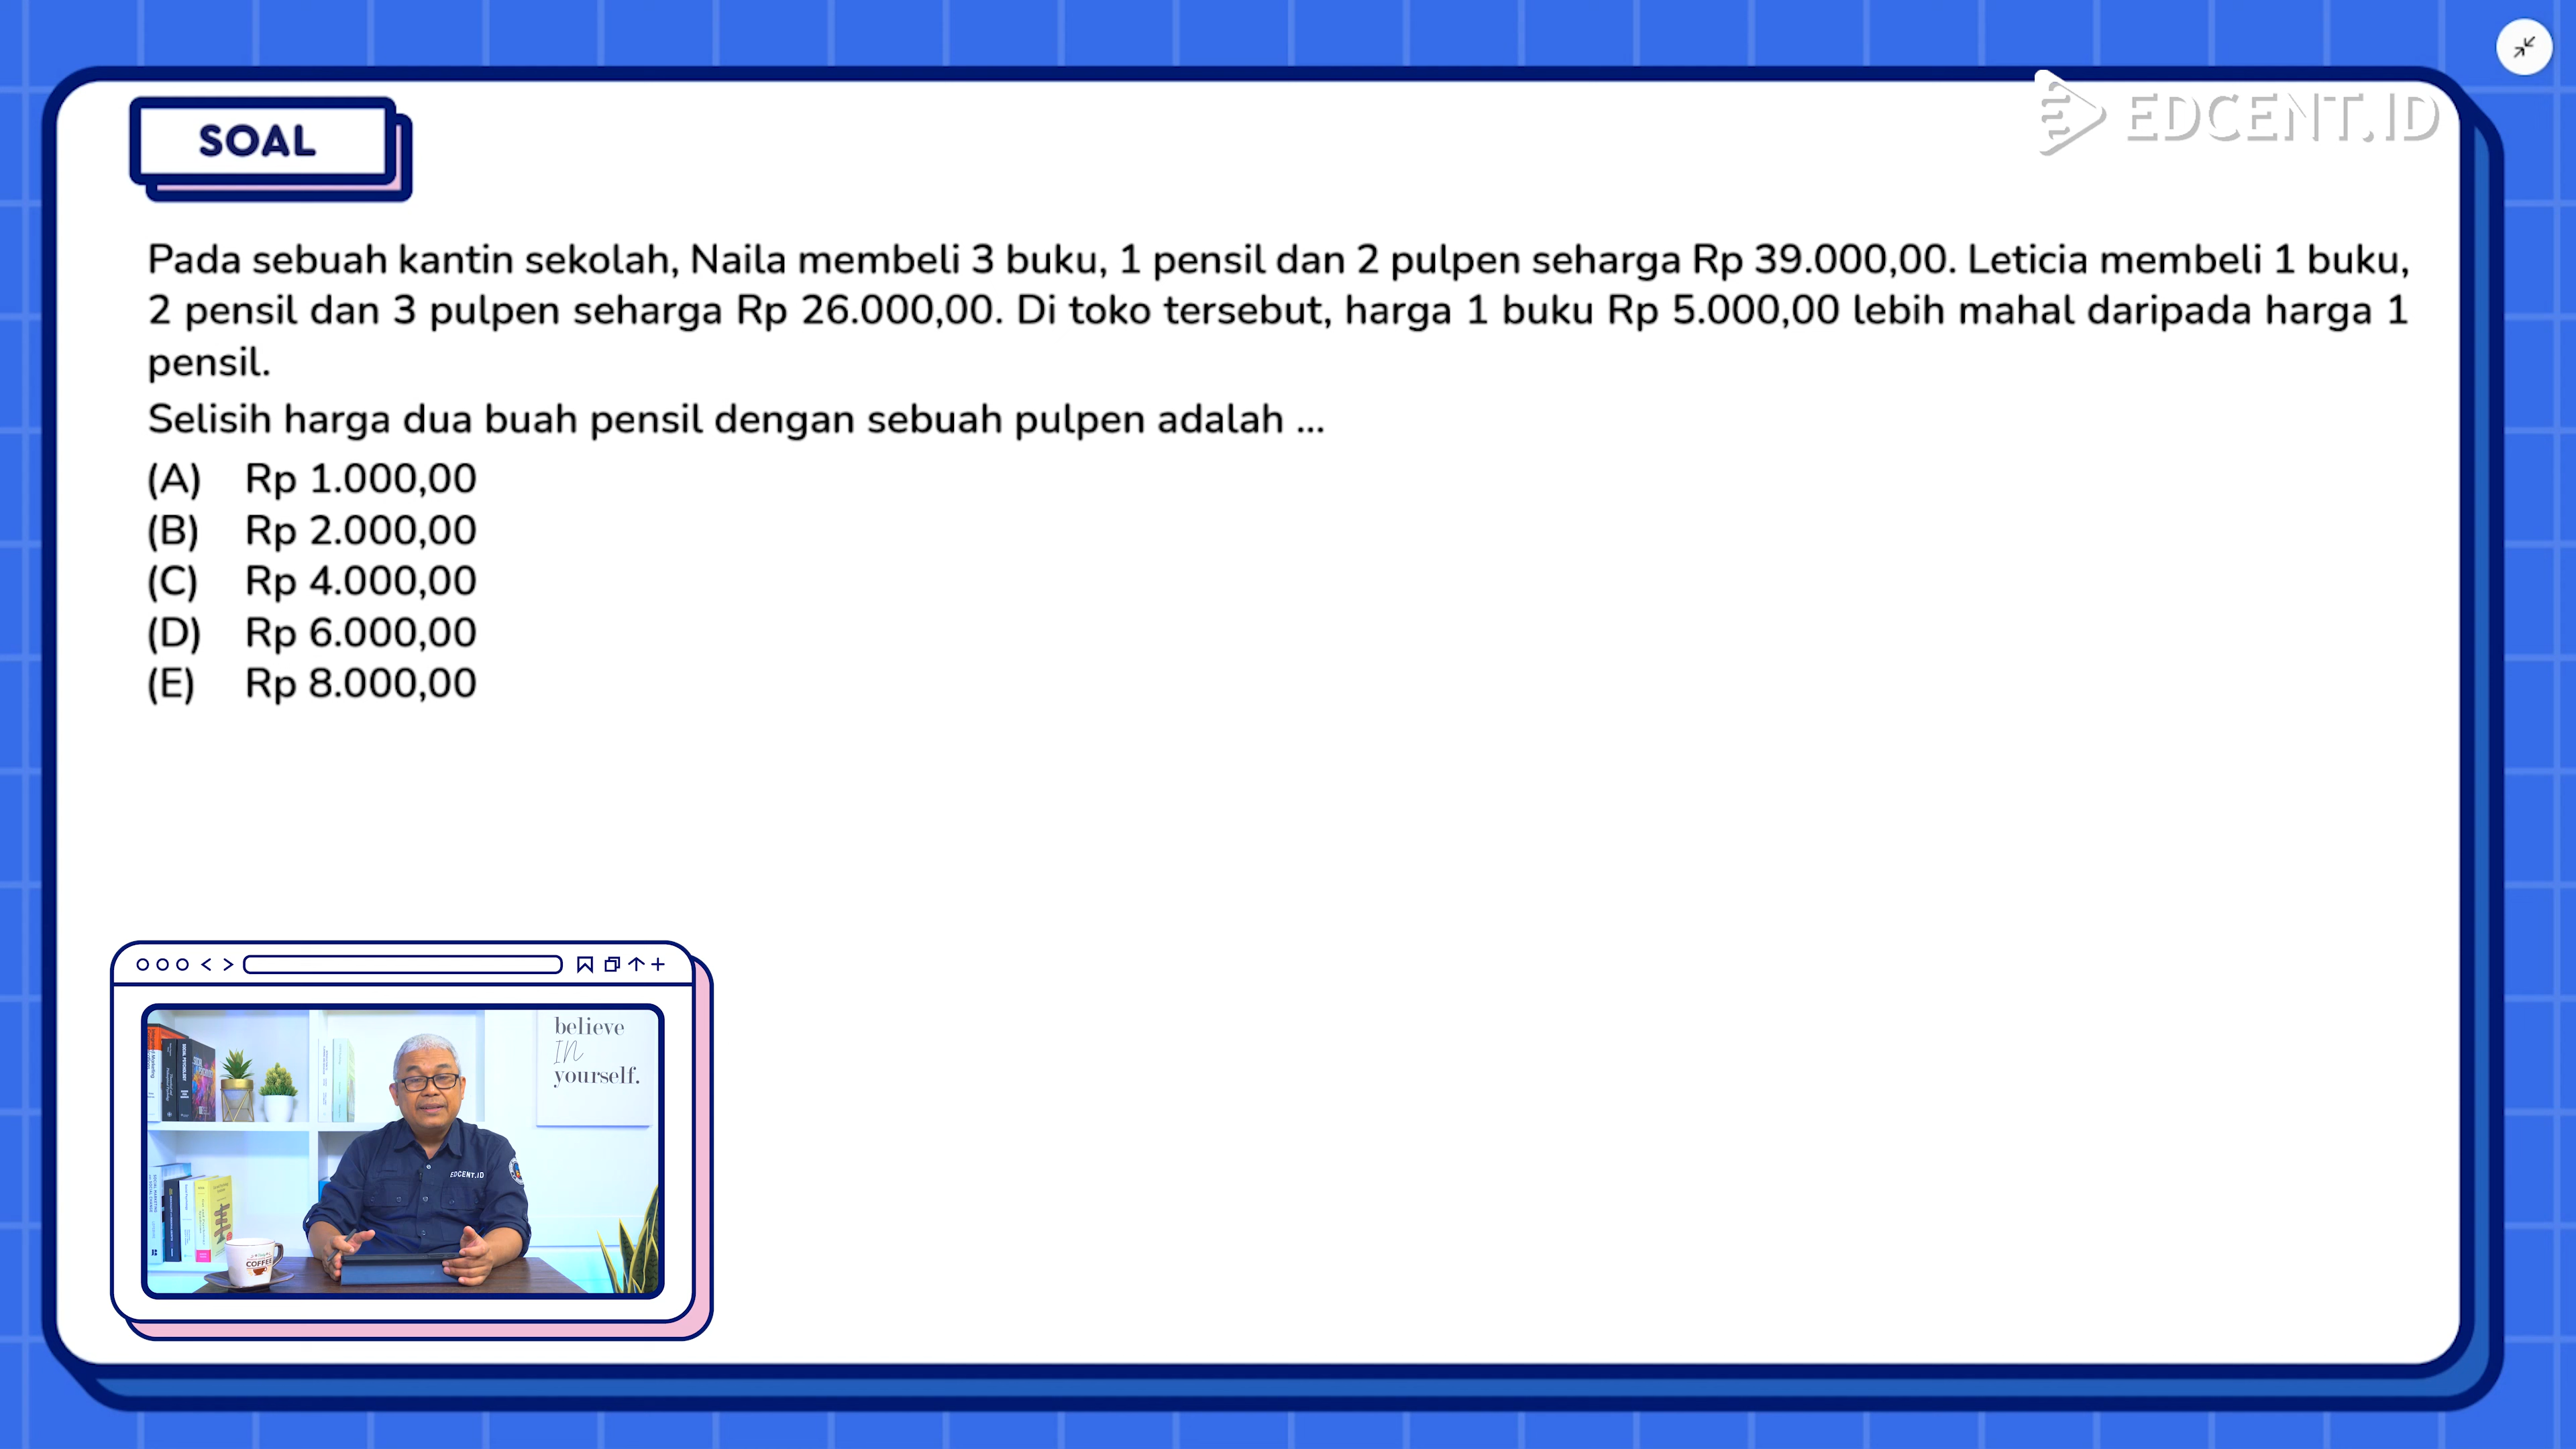 SOAL
EDCENT.ID
Pada sebuah kantin sekolah, Naila membeli 3 buku, 1 pensil dan 2 pulpen seharga Rp 39.000,00. Leticia membeli 1 buku,
2 pensil dan 3 pulpen seharga Rp 26.000,00. Di toko tersebut, harga 1 buku Rp 5.000,00 lebih mahal daripada harga 1
pensil.
Selisih harga dua buah pensil dengan sebuah pulpen adalah ...
(A) Rp 1.000,00
(B) Rp 2.000,00
(C) Rp 4.000,00
(D) Rp 6.000,00
(E) Rp 8.000,00
believe
IN
yourself.
EDCENT.ID
COFFEE